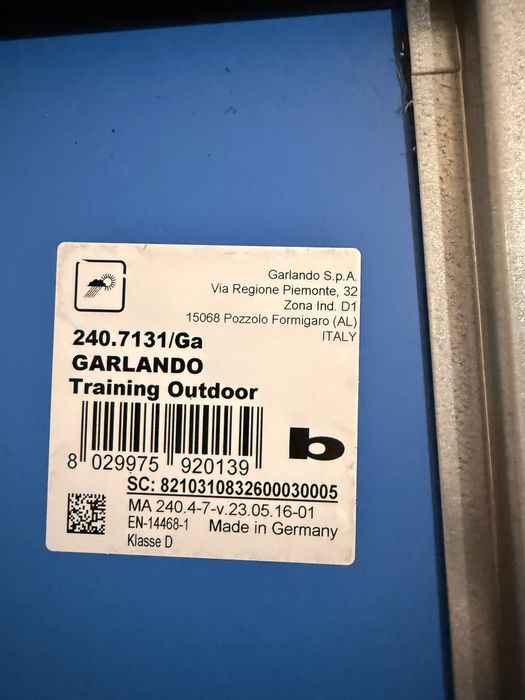 Garlando S.p.A.
Via Regione Piemonte, 32
Zona Ind. D1
15068 Pozzolo Formigaro (AL)
ITALY
240.7131/Ga
GARLANDO
Training Outdoor
8 029975 920139
b
SC: 8210310832600030005
MA 240.4-7-v.23.05.16-01
EN-14468-1 Made in Germany
Klasse D